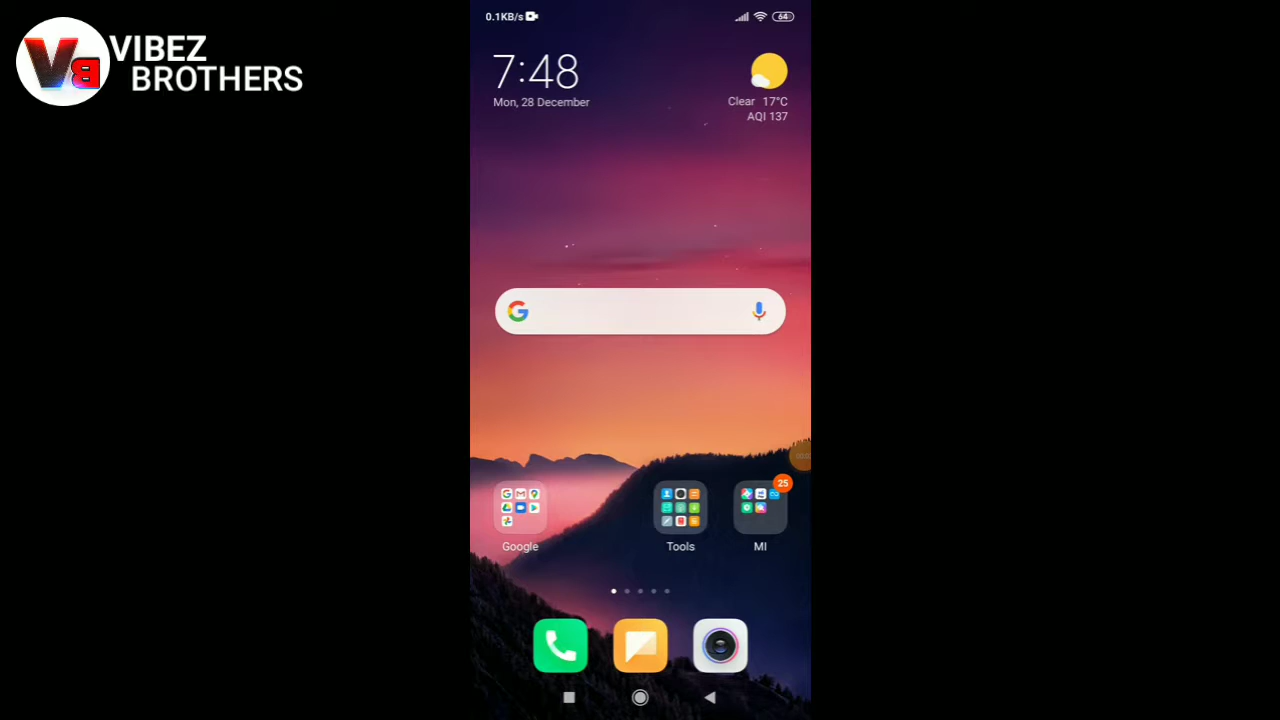 VIBEZ
BROTHERS
0.1KB/s
64
7:48
Mon, 28 December
Clear 17°C
AQI 137
25
Google
Tools
MI